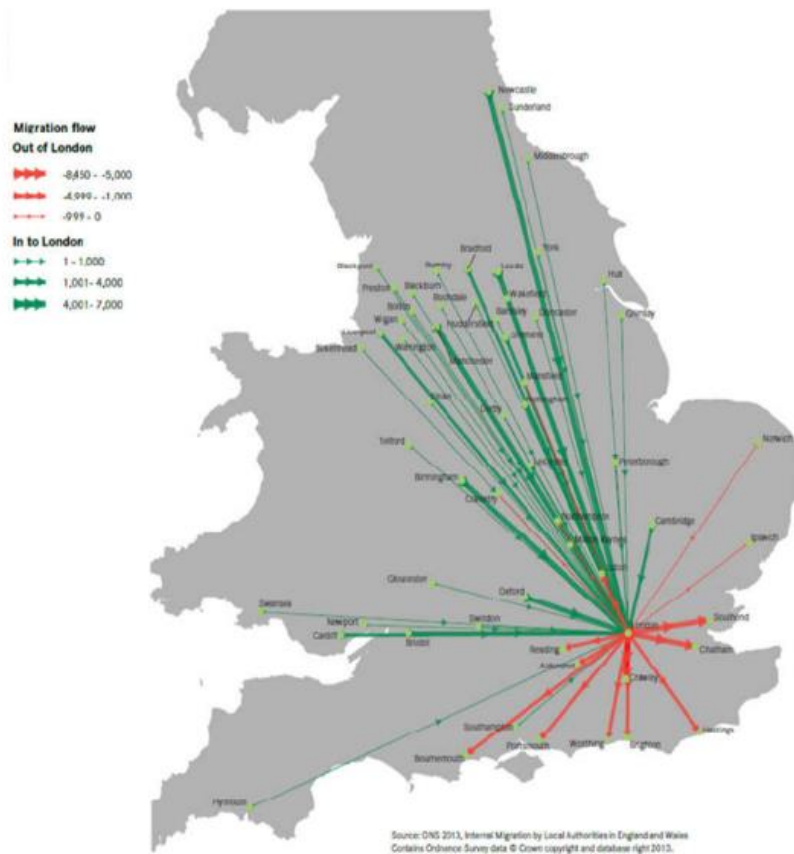 Migration flow
Out of London
-8,450 - -5,000
-4,999 - -1,000
-999 - 0
In to London
1 - 1,000
1,001 - 4,000
4,001 - 7,000
Newcastle
Sunderland
Middlesbrough
York
Hull
Bradford
Leeds
Blackpool
Preston
Blackburn
Rochdale
Wakefield
Barnsley
Doncaster
Grimsby
Bolton
Wigan
Huddersfield
Liverpool
Birkenhead
Warrington
Manchester
Mansfield
Derby
Telford
Birmingham
Coventry
Peterborough
Norwich
Cambridge
Ipswich
Milton Keynes
Gloucester
Oxford
Swansea
Newport
Swindon
Cardiff
Bristol
London
Southend
Reading
Chatham
Crawley
Southampton
Portsmouth
Worthing
Brighton
Hastings
Bournemouth
Plymouth
Source: ONS 2013, Internal Migration by Local Authorities in England and Wales
Contains Ordnance Survey data © Crown copyright and database right 2013.